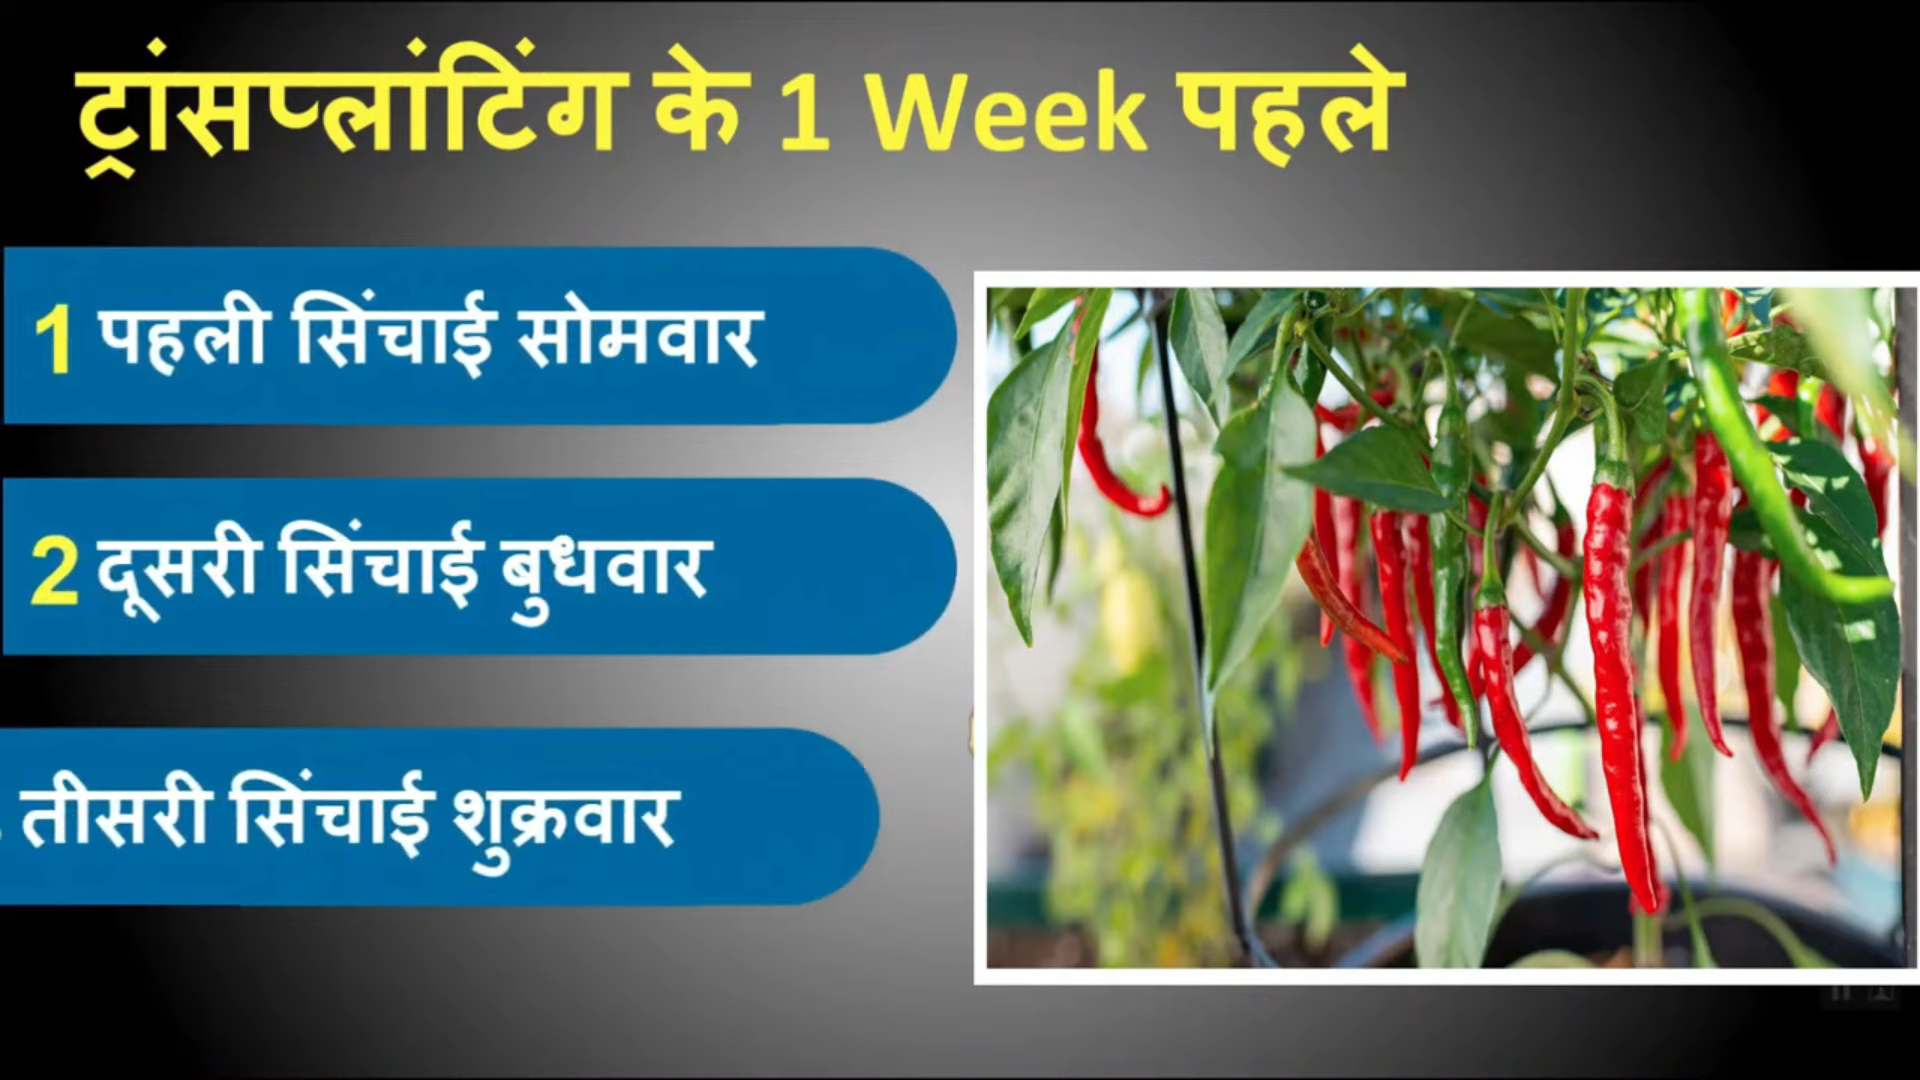 ट्रांसप्लांटिंग के 1 Week पहले
1 पहली सिंचाई सोमवार
2 दूसरी सिंचाई बुधवार
तीसरी सिंचाई शुक्रवार